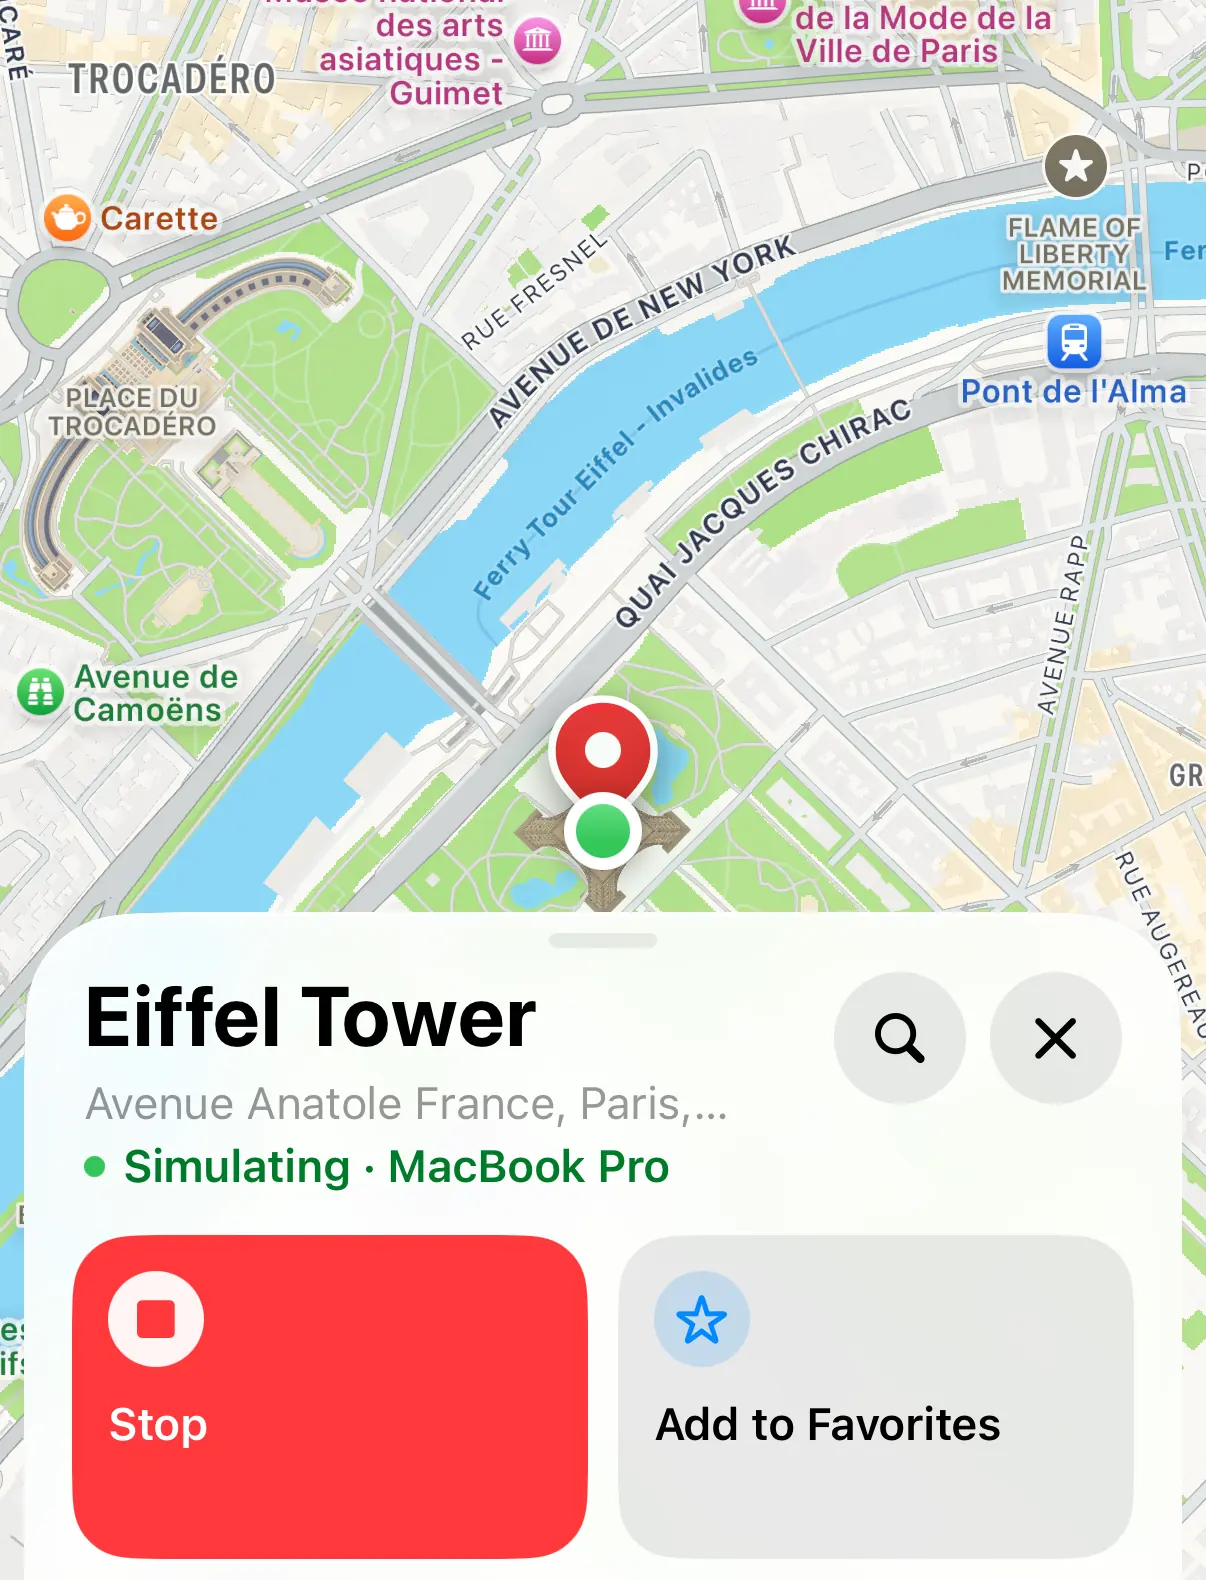 des arts
asiatiques -
Guimet
de la Mode de la
Ville de Paris
TROCADÉRO
Carette
FLAME OF
LIBERTY
MEMORIAL
RUE FRESNEL
AVENUE DE NEW YORK
Pont de l'Alma
PLACE DU
TROCADÉRO
Ferry Tour Eiffel - Invalides
QUAI JACQUES CHIRAC
AVENUE RAPP
Avenue de
Camoëns
RUE AUGEREAU
Eiffel Tower
Avenue Anatole France, Paris,...
Simulating · MacBook Pro
Stop
Add to Favorites